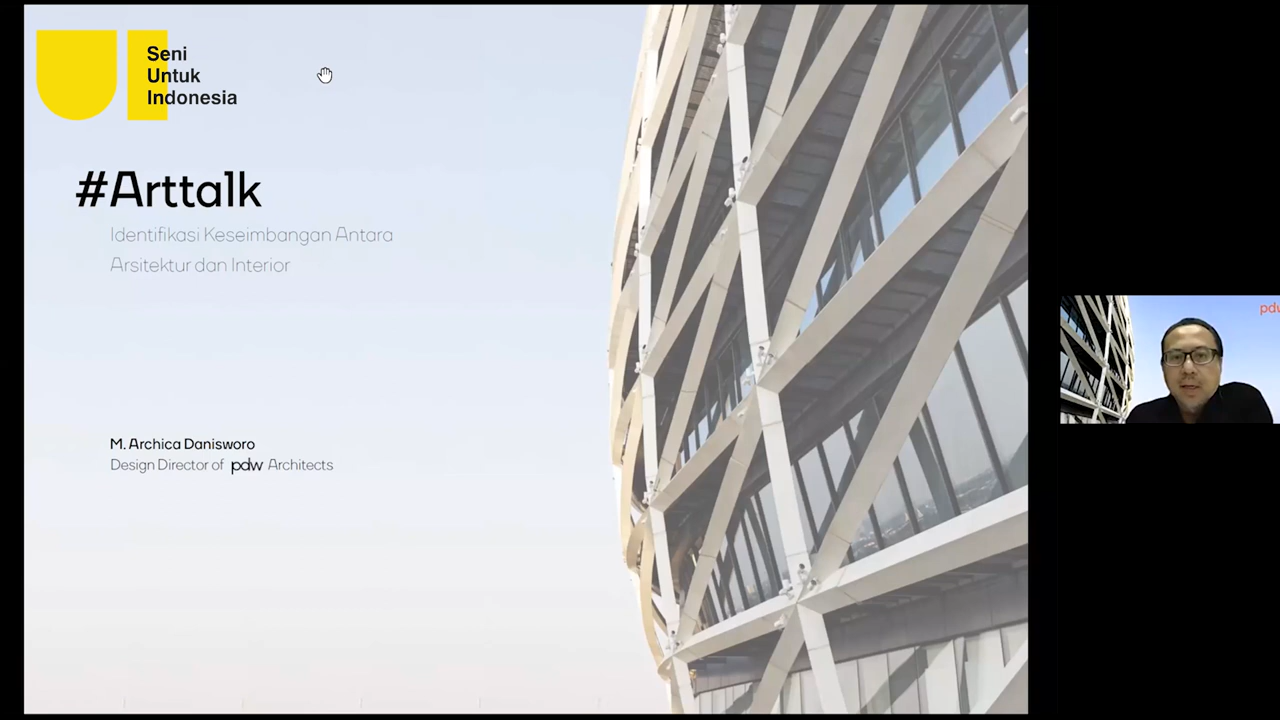 Seni
Untuk
Indonesia
#Arttalk
Identifikasi Keseimbangan Antara
Arsitektur dan Interior
M. Archica Danisworo
Design Director of pdw Architects